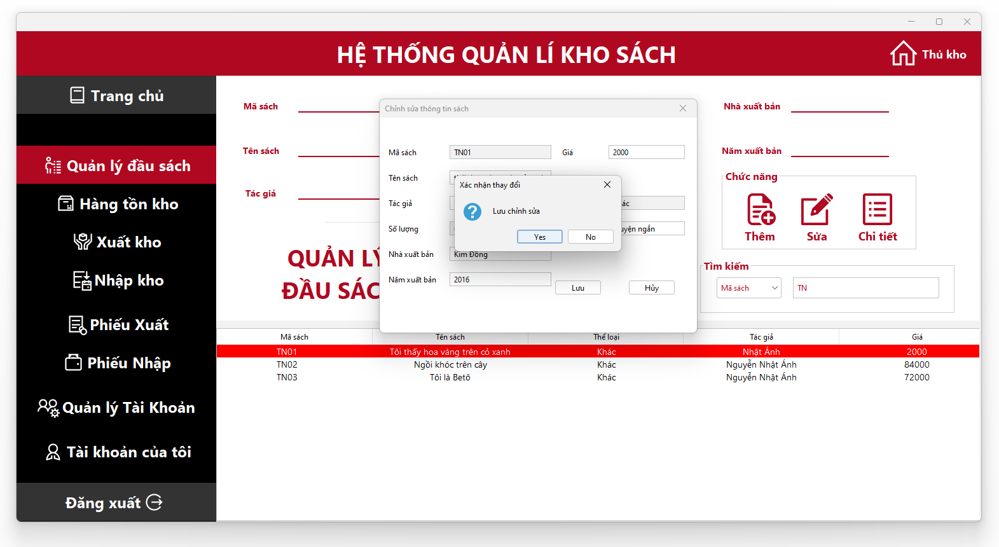 HỆ THỐNG QUẢN LÍ KHO SÁCH
Thủ kho
Trang chủ
Quản lý đầu sách
Hàng tồn kho
Xuất kho
Nhập kho
Phiếu Xuất
Phiếu Nhập
Quản lý Tài Khoản
Tài khoản của tôi
Đăng xuất
Mã sách
Tên sách
Tác giả
Nhà xuất bản
Năm xuất bản
QUẢN LÝ
ĐẦU SÁC
Chức năng
Thêm
Sửa
Chi tiết
Tìm kiếm
Mã sách
TN
Chỉnh sửa thông tin sách
Mã sách
TN01
Giá
2000
Tên sách
Tác giả
ác
Số lượng
uyện ngắn
Nhà xuất bản
Kim Đồng
Năm xuất bản
2016
Lưu
Hủy
Xác nhận thay đổi
Lưu chỉnh sửa
Yes
No
Mã sách Tên sách Thể loại Tác giả Giá
TN01 Tôi thấy hoa vàng trên cỏ xanh Khác Nhật Ánh 2000
TN02 Ngồi khóc trên cây Khác Nguyễn Nhật Ánh 84000
TN03 Tôi là Betô Khác Nguyễn Nhật Ánh 72000